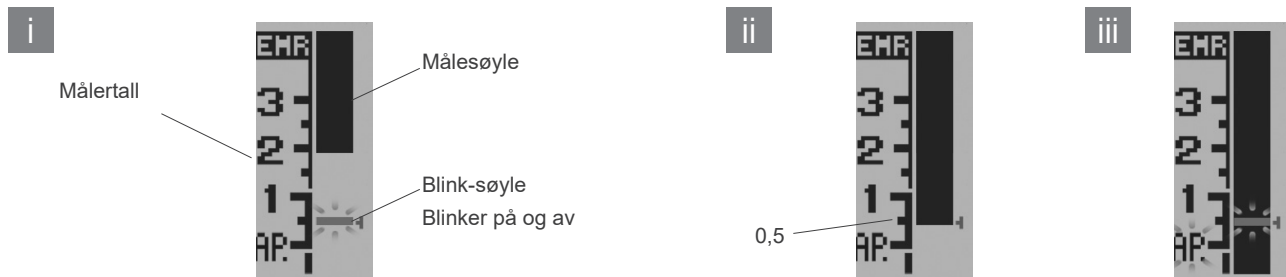 i
EHR
3
2
1
AP.
Målertall
Målesøyle
Blink-søyle
Blinker på og av
ii
EHR
3
2
1
AP.
0,5
iii
EHR
3
2
1
AP.